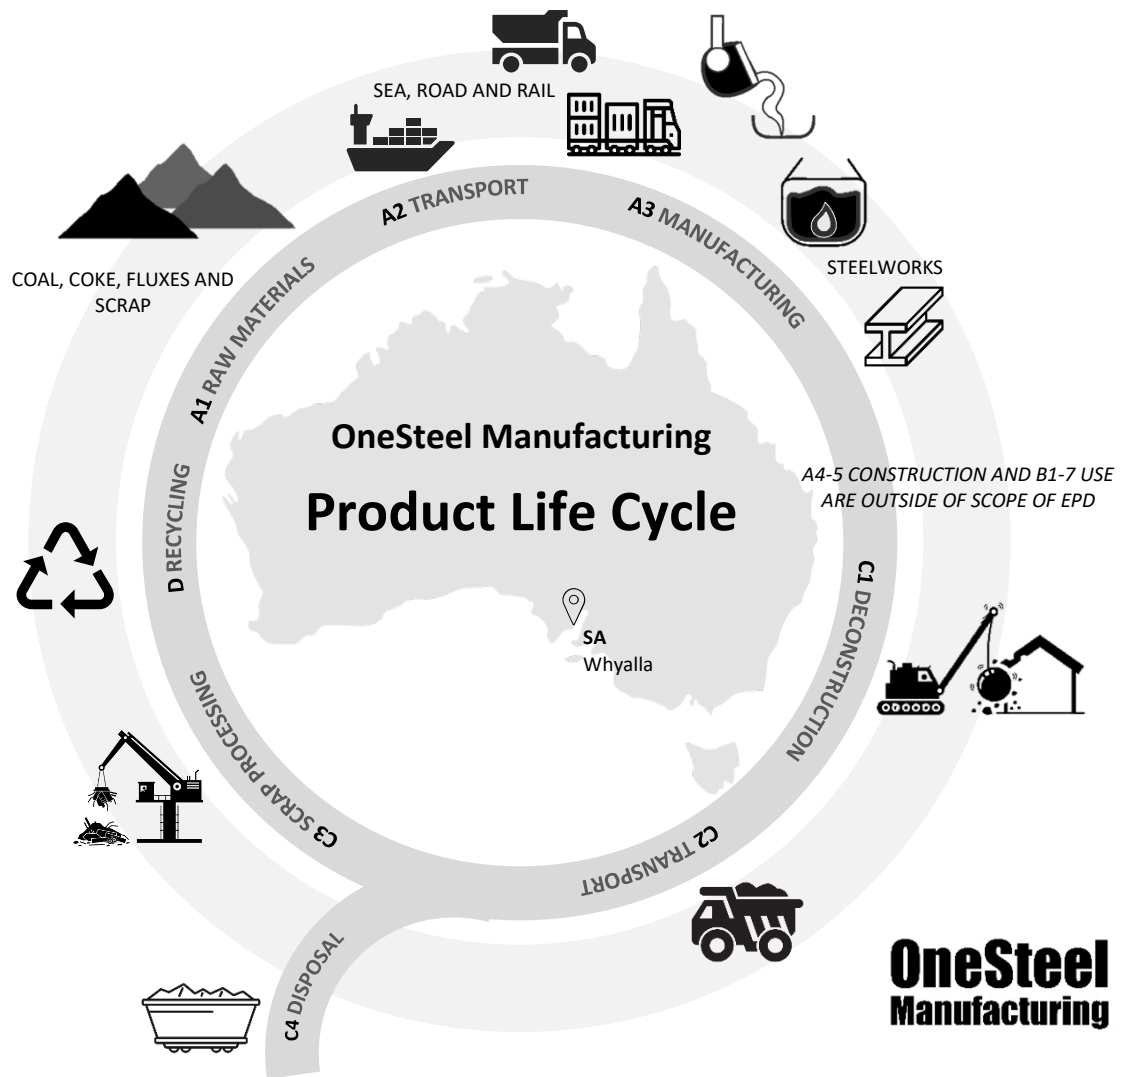 SEA, ROAD AND RAIL
A2 TRANSPORT
A3 MANUFACTURING
COAL, COKE, FLUXES AND
SCRAP
STEELWORKS
A1 RAW MATERIALS
OneSteel Manufacturing
Product Life Cycle
A4-5 CONSTRUCTION AND B1-7 USE
ARE OUTSIDE OF SCOPE OF EPD
D RECYCLING
C1 DECONSTRUCTION
SA
Whyalla
C3 SCRAP PROCESSING
C2 TRANSPORT
C4 DISPOSAL
OneSteel
Manufacturing